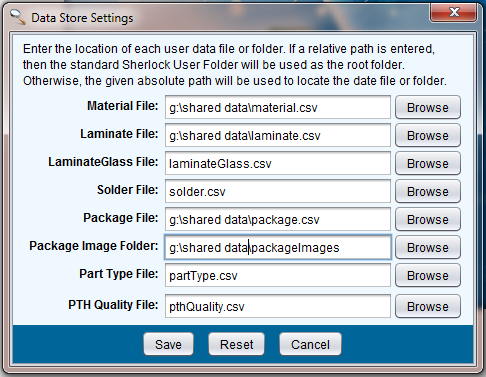 Data Store Settings
Enter the location of each user data file or folder. If a relative path is entered,
then the standard Sherlock User Folder will be used as the root folder.
Otherwise, the given absolute path will be used to locate the date file or folder.
Material File: g:\shared data\material.csv Browse
Laminate File: g:\shared data\laminate.csv Browse
LaminateGlass File: laminateGlass.csv Browse
Solder File: solder.csv Browse
Package File: g:\shared data\package.csv Browse
Package Image Folder: g:\shared data\packageImages Browse
Part Type File: partType.csv Browse
PTH Quality File: pthQuality.csv Browse
Save Reset Cancel